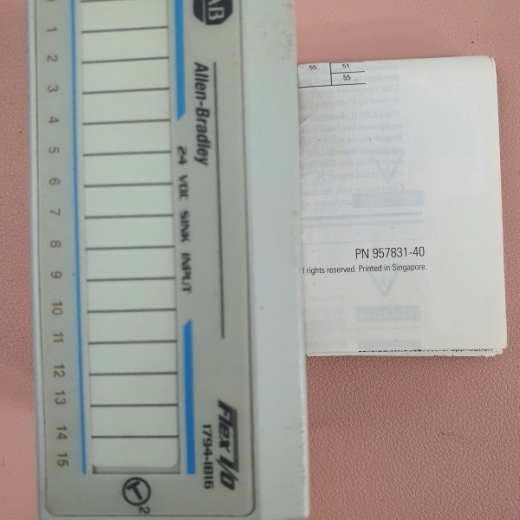 AB
Allen-Bradley
24 VDC SINK INPUT
Flex I/O
1794-IB16
1
2
3
4
5
6
7
8
9
10
11
12
13
14
15
2
55
51
55
PN 957831-40
rights reserved. Printed in Singapore.